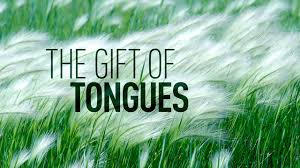 THE GIFT OF
TONGUES